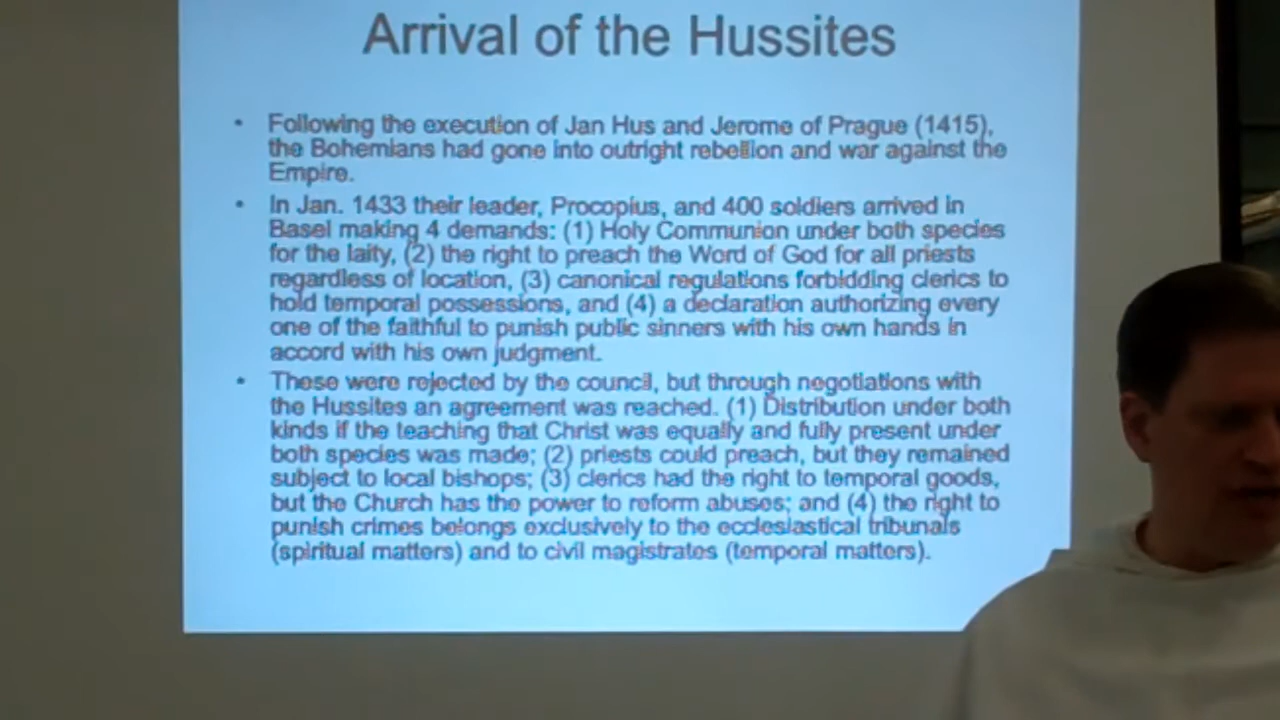 Arrival of the Hussites
• Following the execution of Jan Hus and Jerome of Prague (1415),
the Bohemians had gone into outright rebellion and war against the
Empire.
• In Jan. 1433 their leader, Procopius, and 400 soldiers arrived in
Basel making 4 demands: (1) Holy Communion under both species
for the laity, (2) the right to preach the Word of God for all priests
regardless of location, (3) canonical regulations forbidding clerics to
hold temporal possessions, and (4) a declaration authorizing every
one of the faithful to punish public sinners with his own hands in
accord with his own judgment.
• These were rejected by the council, but through negotiations with
the Hussites an agreement was reached. (1) Distribution under both
kinds if the teaching that Christ was equally and fully present under
both species was made; (2) priests could preach, but they remained
subject to local bishops; (3) clerics had the right to temporal goods,
but the Church has the power to reform abuses; and (4) the right to
punish crimes belongs exclusively to the ecclesiastical tribunals
(spiritual matters) and to civil magistrates (temporal matters).